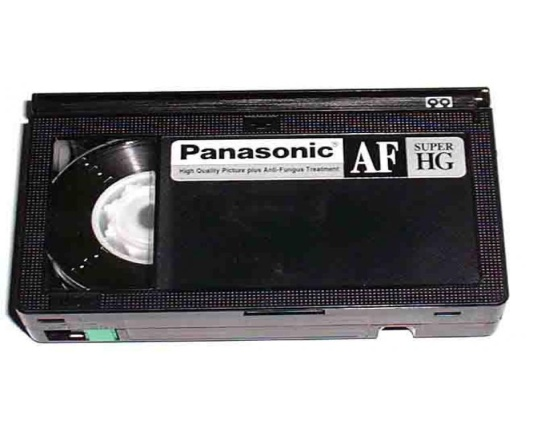 Panasonic®
High Quality Picture plus Anti-Fungus Treatment
AF
SUPER
HG